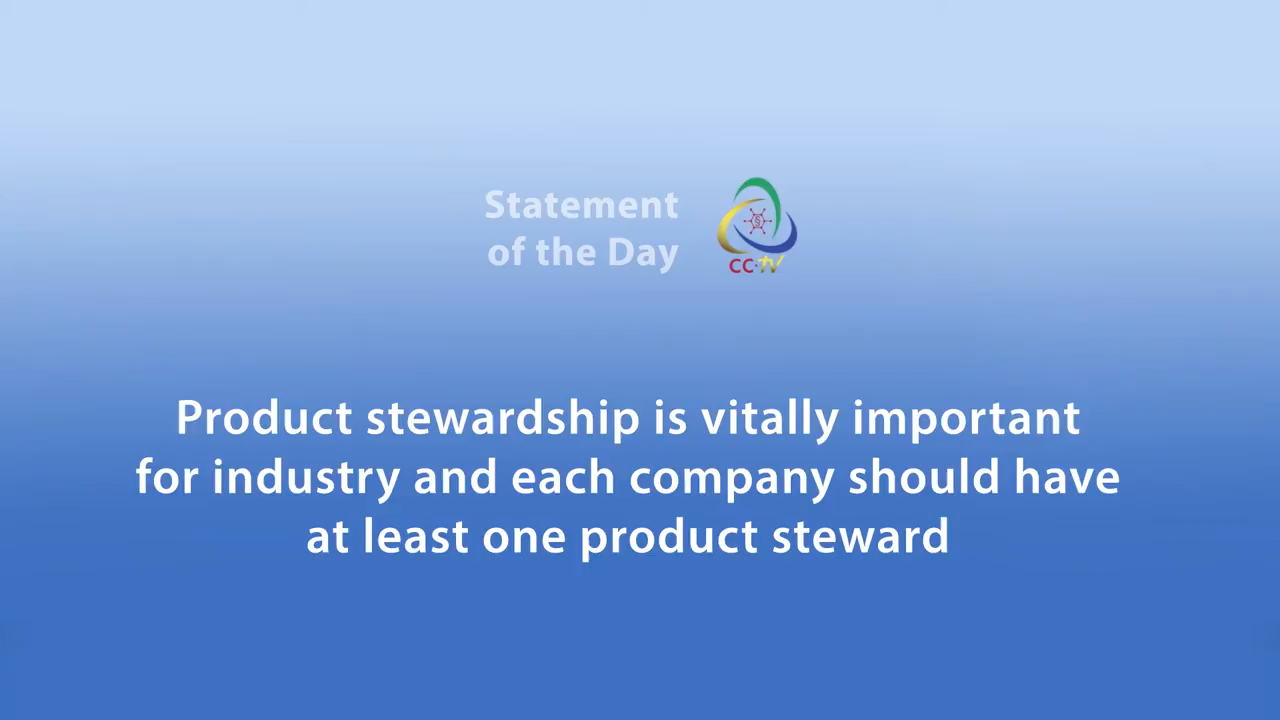 Statement
of the Day
CC·TV
Product stewardship is vitally important
for industry and each company should have
at least one product steward